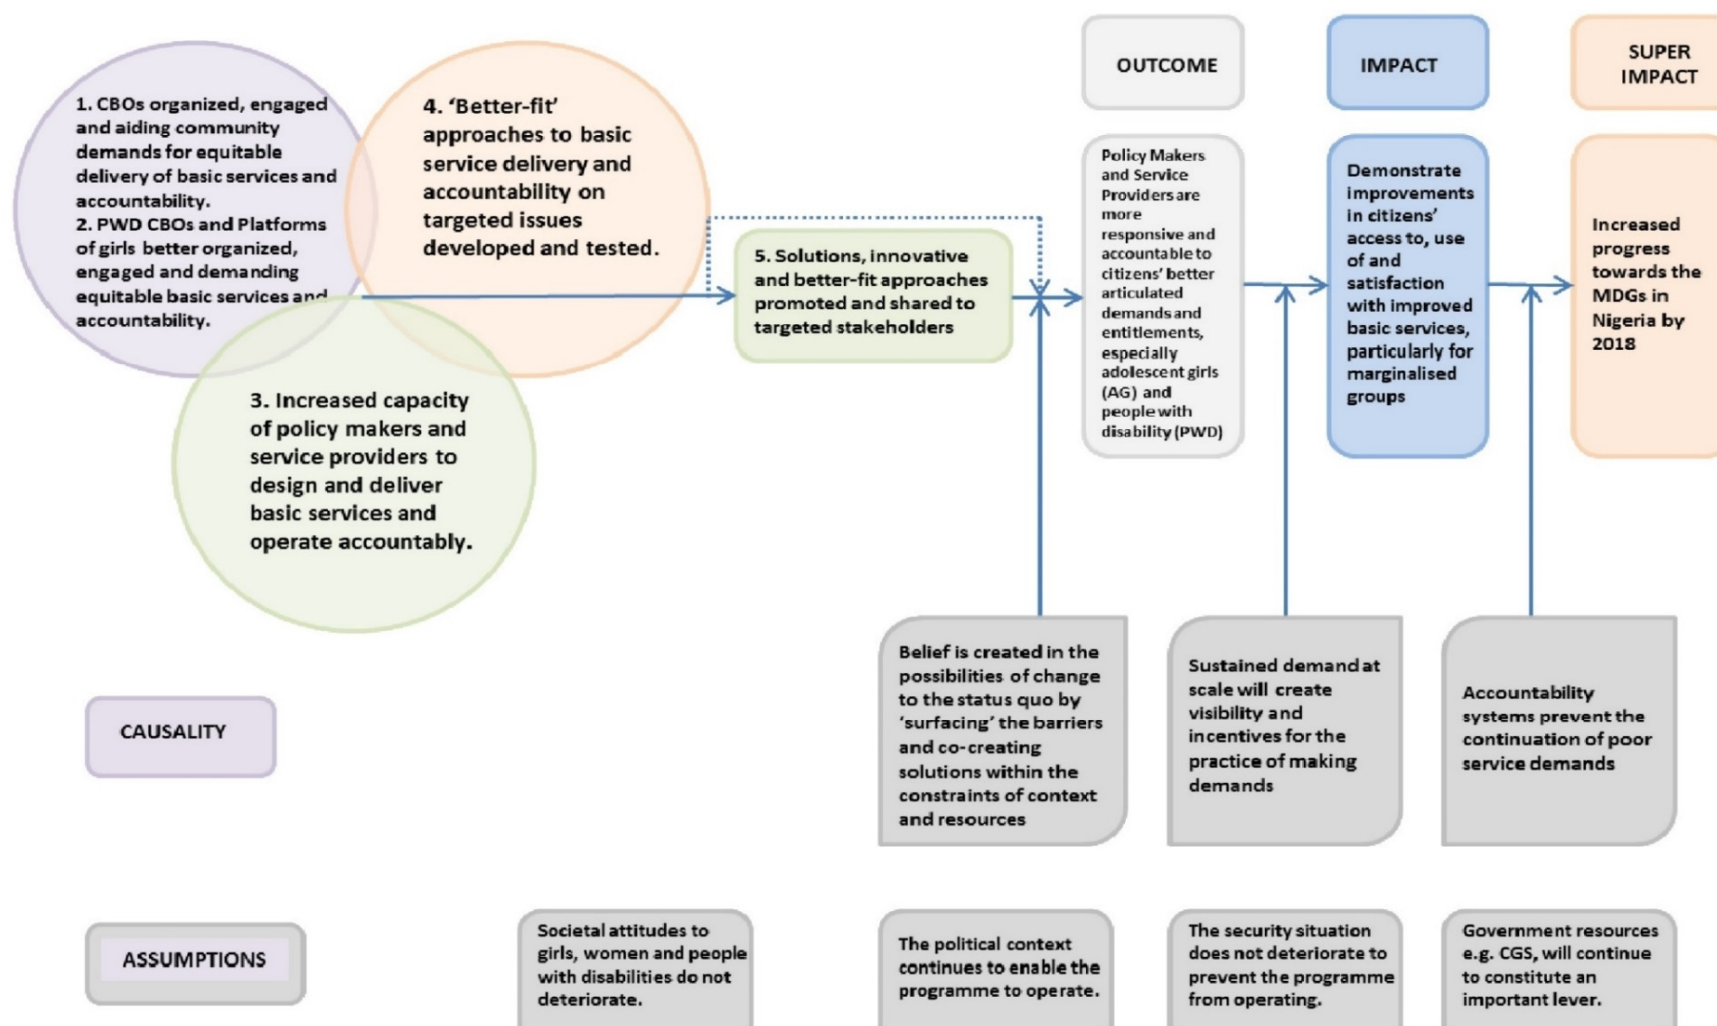 1. CBOs organized, engaged
and aiding community
demands for equitable
delivery of basic services and
accountability.
2. PWD CBOs and Platforms
of girls better organized,
engaged and demanding
equitable basic services and
accountability.
4. ‘Better-fit’
approaches to basic
service delivery and
accountability on
targeted issues
developed and tested.
3. Increased capacity
of policy makers and
service providers to
design and deliver
basic services and
operate accountably.
5. Solutions, innovative
and better-fit approaches
promoted and shared to
targeted stakeholders
OUTCOME
Policy Makers
and Service
Providers are
more
responsive and
accountable to
citizens’ better
articulated
demands and
entitlements,
especially
adolescent girls
(AG) and
people with
disability (PWD)
IMPACT
Demonstrate
improvements
in citizens’
access to, use
of and
satisfaction
with improved
basic services,
particularly for
marginalised
groups
SUPER
IMPACT
Increased
progress
towards the
MDGs in
Nigeria by
2018
CAUSALITY
Belief is created in the
possibilities of change
to the status quo by
‘surfacing’ the barriers
and co-creating
solutions within the
constraints of context
and resources
Sustained demand at
scale will create
visibility and
incentives for the
practice of making
demands
Accountability
systems prevent the
continuation of poor
service demands
ASSUMPTIONS
Societal attitudes to
girls, women and people
with disabilities do not
deteriorate.
The political context
continues to enable the
programme to operate.
The security situation
does not deteriorate to
prevent the programme
from operating.
Government resources
e.g. CGS, will continue
to constitute an
important lever.